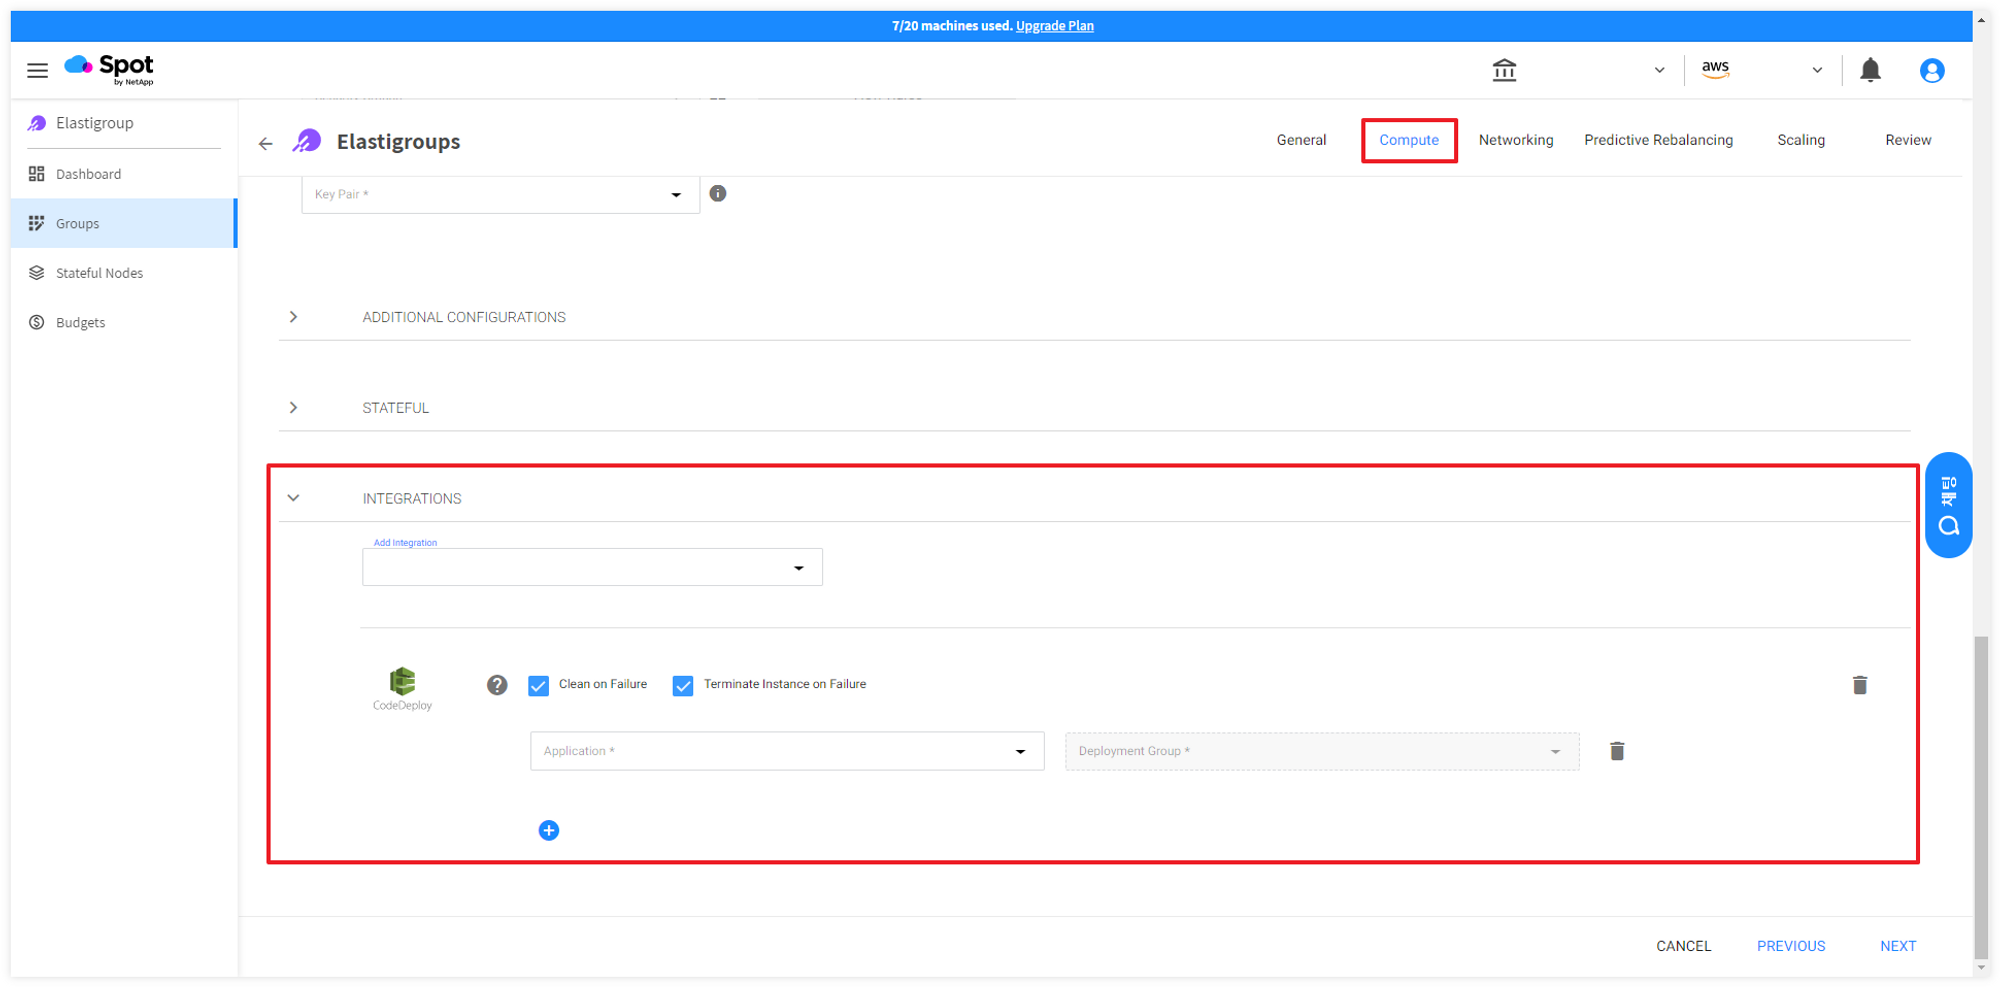 7/20 machines used. Upgrade Plan
Spot
by NetApp
aws
Elastigroup
Dashboard
Groups
Stateful Nodes
Budgets
Elastigroups
General
Compute
Networking
Predictive Rebalancing
Scaling
Review
Key Pair *
ADDITIONAL CONFIGURATIONS
STATEFUL
INTEGRATIONS
Add Integration
CodeDeploy
Clean on Failure
Terminate Instance on Failure
Application *
Deployment Group *
채팅
CANCEL
PREVIOUS
NEXT